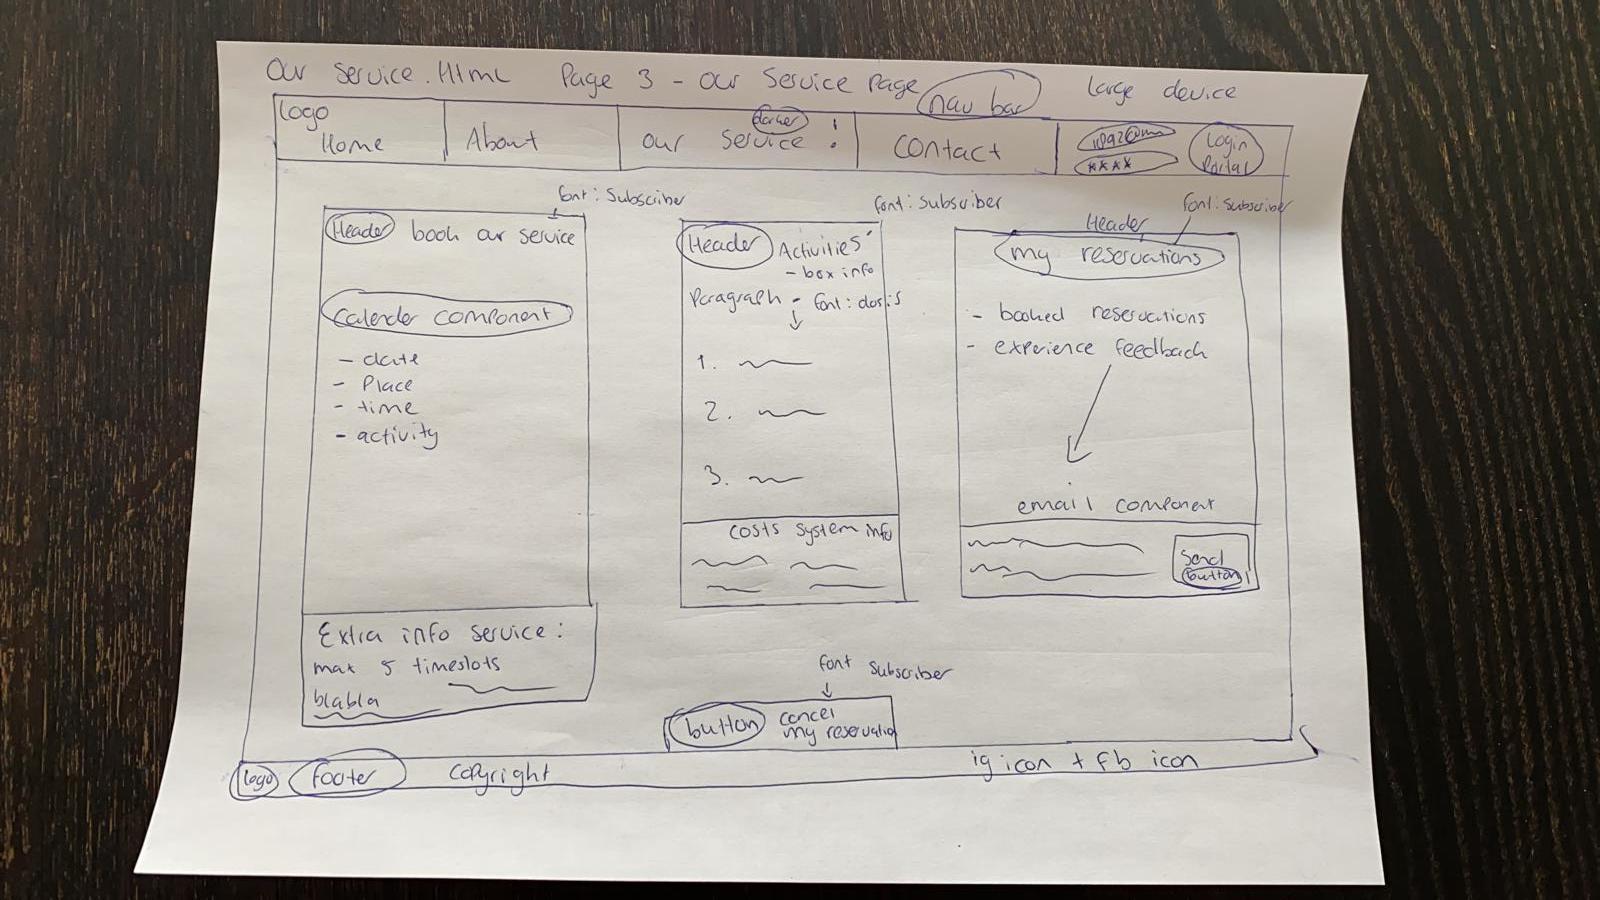 Our Service.Html Page 3 - Our Service Page nav bar Large device
logo
Home About our service darker : Contact
****
Login Portal
font: Subscriber
Header book our service
Calender component
- date
- Place
- time
- activity
Extra info service:
max 5 timeslots
blabla
font: Subscriber
Header Activities
- box info
Paragraph - font: dosis
1.
2.
3.
costs system info
font: Subscriber
Header
my reservations
- booked reservations
- experience feedback
email component
Send
button
font Subscriber
button cancel
my reservatio
logo footer Copyright ig icon + fb icon